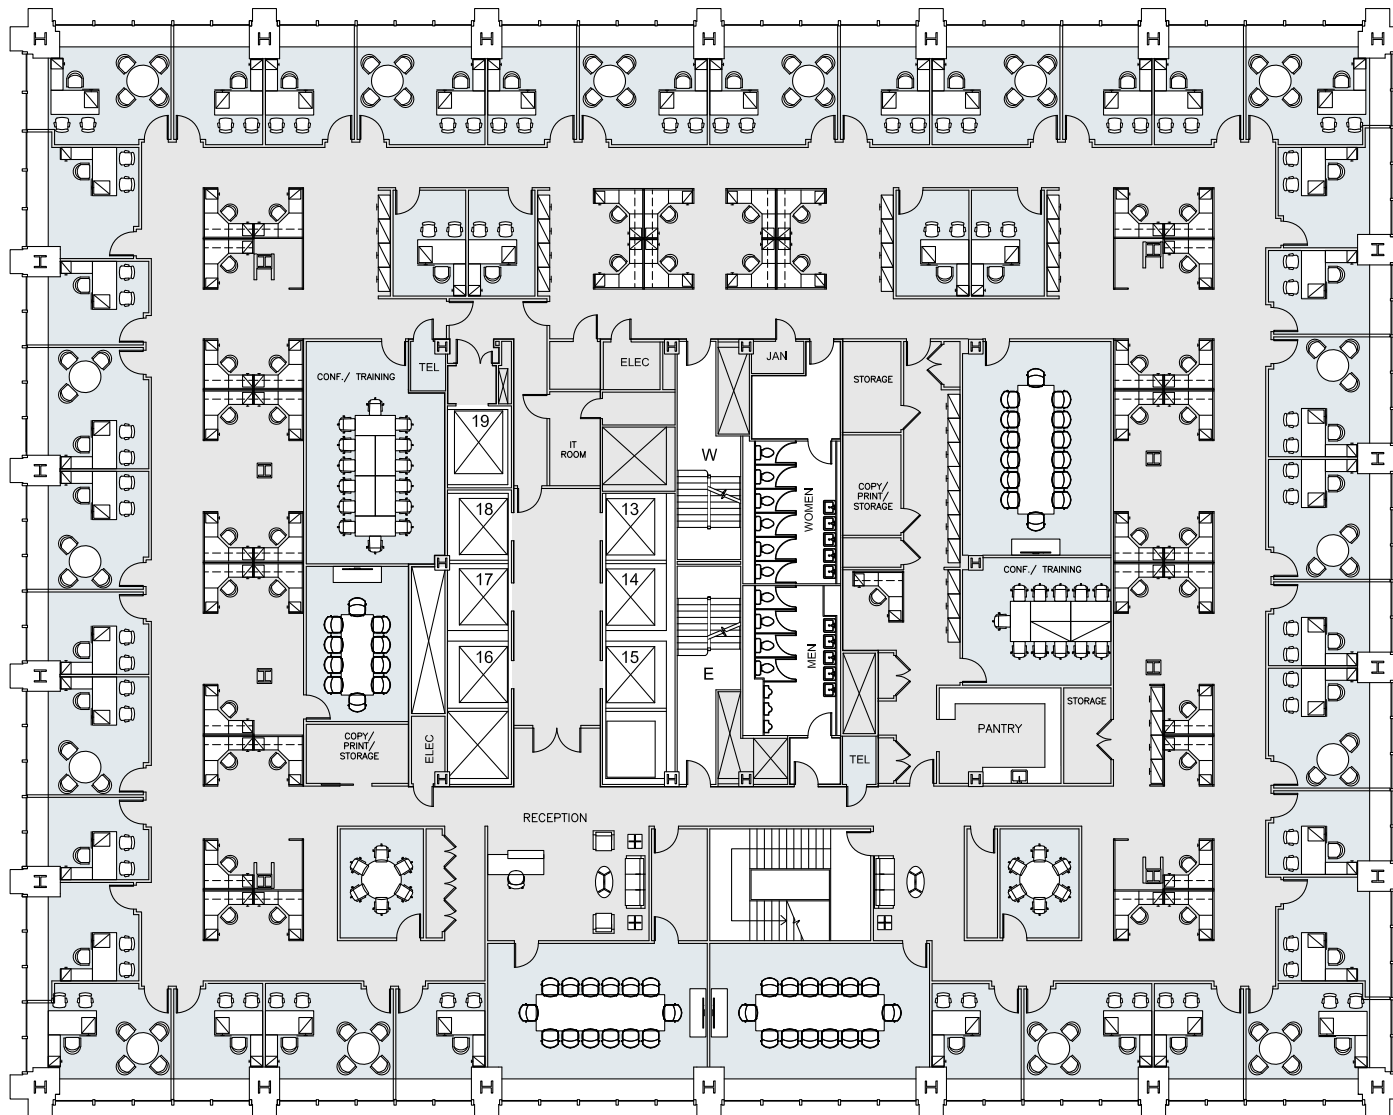 JAN
ELEC
TEL
CONF./ TRAINING
STORAGE
19
IT
ROOM
W
COPY/
PRINT/
STORAGE
WOMEN
18
13
17
14
CONF./ TRAINING
16
15
E
MEN
STORAGE
COPY/
PRINT/
STORAGE
ELEC
PANTRY
TEL
RECEPTION